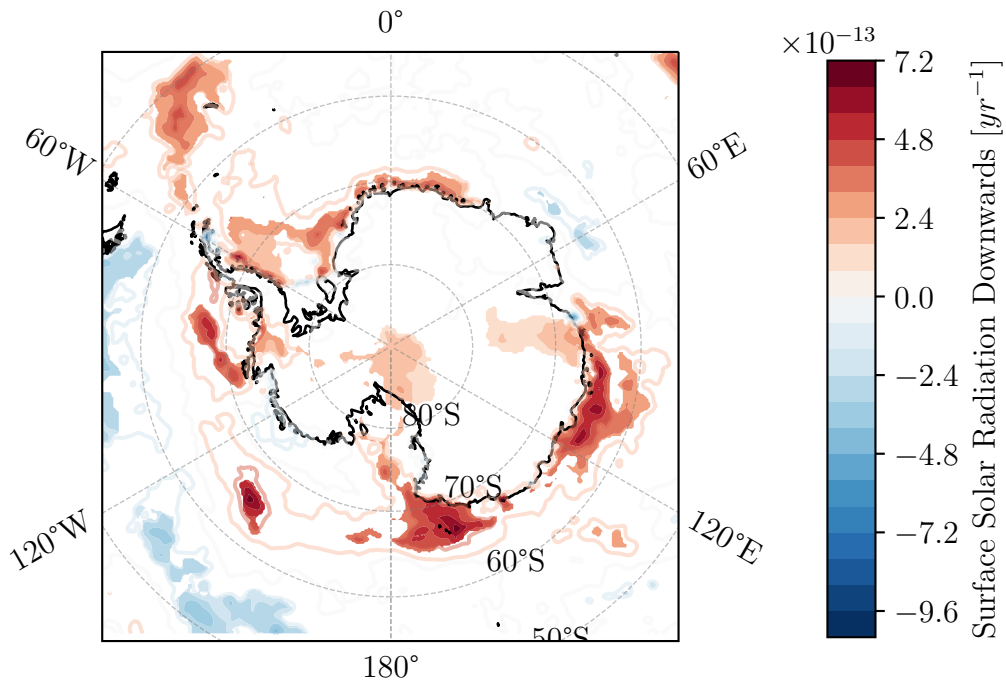 0°
60°W
60°E
80°S
70°S
120°W
120°E
60°S
50°S
180°
×10⁻¹³
7.2
4.8
2.4
0.0
−2.4
−4.8
−7.2
−9.6
Surface Solar Radiation Downwards [yr⁻¹]